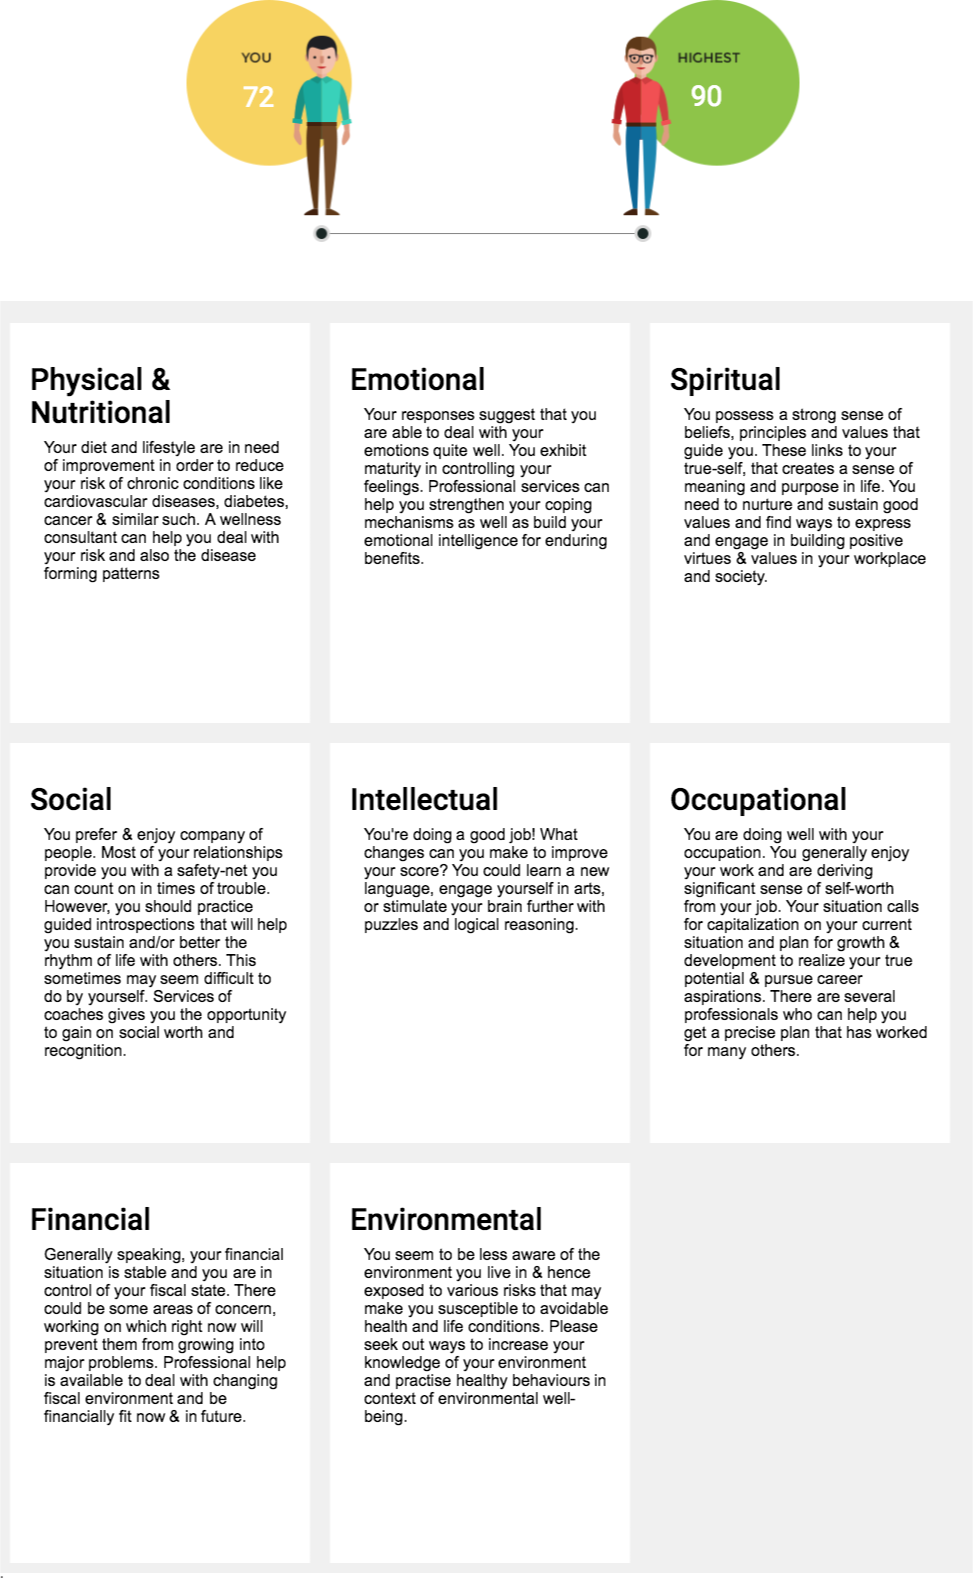 YOU
72
HIGHEST
90
Physical &
Nutritional
Your diet and lifestyle are in need
of improvement in order to reduce
your risk of chronic conditions like
cardiovascular diseases, diabetes,
cancer & similar such. A wellness
consultant can help you deal with
your risk and also the disease
forming patterns
Emotional
Your responses suggest that you
are able to deal with your
emotions quite well. You exhibit
maturity in controlling your
feelings. Professional services can
help you strengthen your coping
mechanisms as well as build your
emotional intelligence for enduring
benefits.
Spiritual
You possess a strong sense of
beliefs, principles and values that
guide you. These links to your
true-self, that creates a sense of
meaning and purpose in life. You
need to nurture and sustain good
values and find ways to express
and engage in building positive
virtues & values in your workplace
and society.
Social
You prefer & enjoy company of
people. Most of your relationships
provide you with a safety-net you
can count on in times of trouble.
However, you should practice
guided introspections that will help
you sustain and/or better the
rhythm of life with others. This
sometimes may seem difficult to
do by yourself. Services of
coaches gives you the opportunity
to gain on social worth and
recognition.
Intellectual
You're doing a good job! What
changes can you make to improve
your score? You could learn a new
language, engage yourself in arts,
or stimulate your brain further with
puzzles and logical reasoning.
Occupational
You are doing well with your
occupation. You generally enjoy
your work and are deriving
significant sense of self-worth
from your job. Your situation calls
for capitalization on your current
situation and plan for growth &
development to realize your true
potential & pursue career
aspirations. There are several
professionals who can help you
get a precise plan that has worked
for many others.
Financial
Generally speaking, your financial
situation is stable and you are in
control of your fiscal state. There
could be some areas of concern,
working on which right now will
prevent them from growing into
major problems. Professional help
is available to deal with changing
fiscal environment and be
financially fit now & in future.
Environmental
You seem to be less aware of the
environment you live in & hence
exposed to various risks that may
make you susceptible to avoidable
health and life conditions. Please
seek out ways to increase your
knowledge of your environment
and practise healthy behaviours in
context of environmental well-
being.